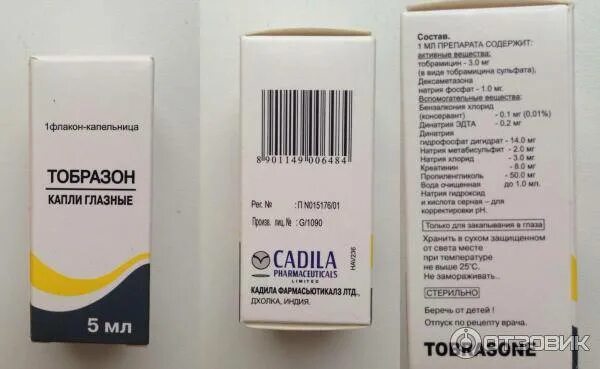 1флакон-капельница
ТОБРАЗОН
КАПЛИ ГЛАЗНЫЕ
5 мл
8 901149 006484
Рег. № : П N015176/01
Произв. лиц.№ : G/1090
HAV236
CADILA
PHARMACEUTICALS
LIMITED
КАДИЛА ФАРМАСЬЮТИКАЛЗ ЛТД.,
ДХОЛКА, ИНДИЯ.
Состав.
1 МЛ ПРЕПАРАТА СОДЕРЖИТ:
активные вещества:
тобрамицин - 3.0 мг
(в виде тобрамицина сульфата),
Дексаметазона
натрия фосфат - 1.0 мг.
Вспомогательные вещества:
Бензалкония хлорид
(консервант) - 0.1 мг (0,01%)
Динатрия ЭДТА - 0.2 мг
Динатрия
гидрофосфат дигидрат - 14.0 мг
Натрия метабисульфит - 2.0 мг
Натрия хлорид - 3.0 мг
Креатинин - 8.0 мг
Пропиленгликоль - 50.0 мг
Вода очищенная до 1.0 мл.
Натрия гидроксид
и кислота серная – для
корректировки pH.
Только для закапывания в глаза
Хранить в сухом защищенном
от света месте
при температуре
не выше 25°С.
Не замораживать..
СТЕРИЛЬНО
Беречь от детей !
Отпуск по рецепту врача.
TOBRASONE
ОТЗОВИК